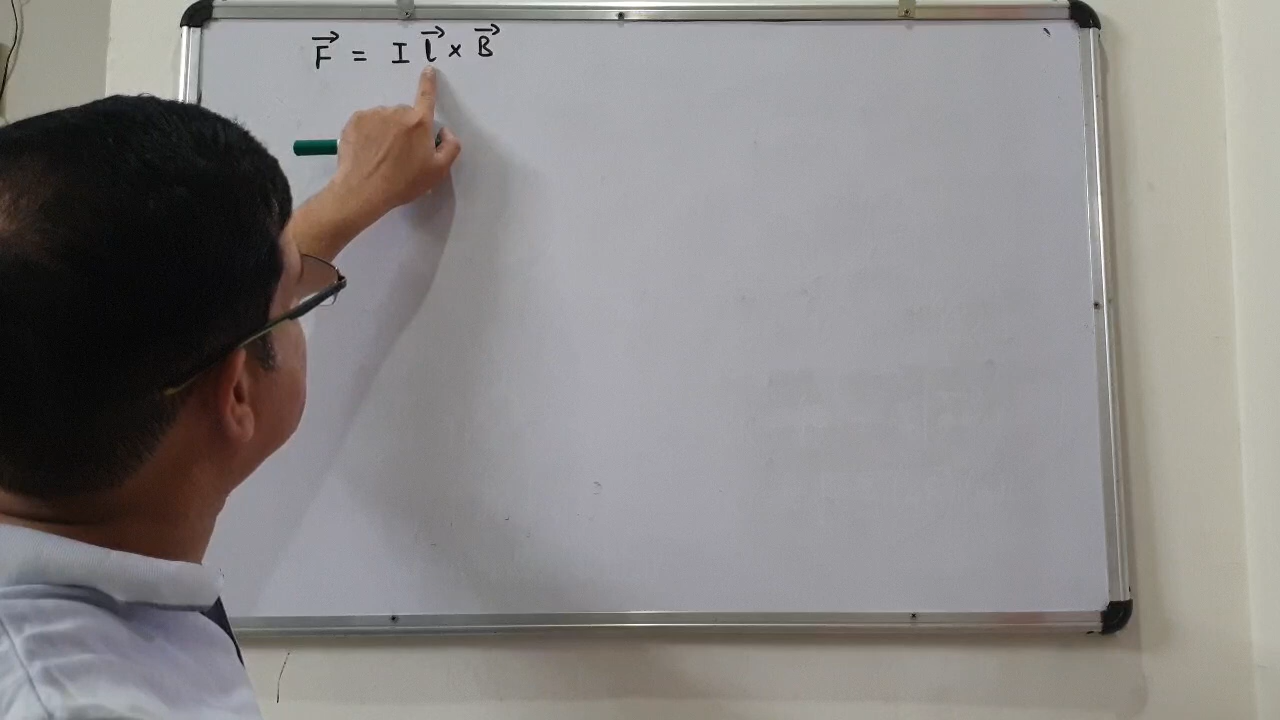 F⃗ = I l⃗ × B⃗